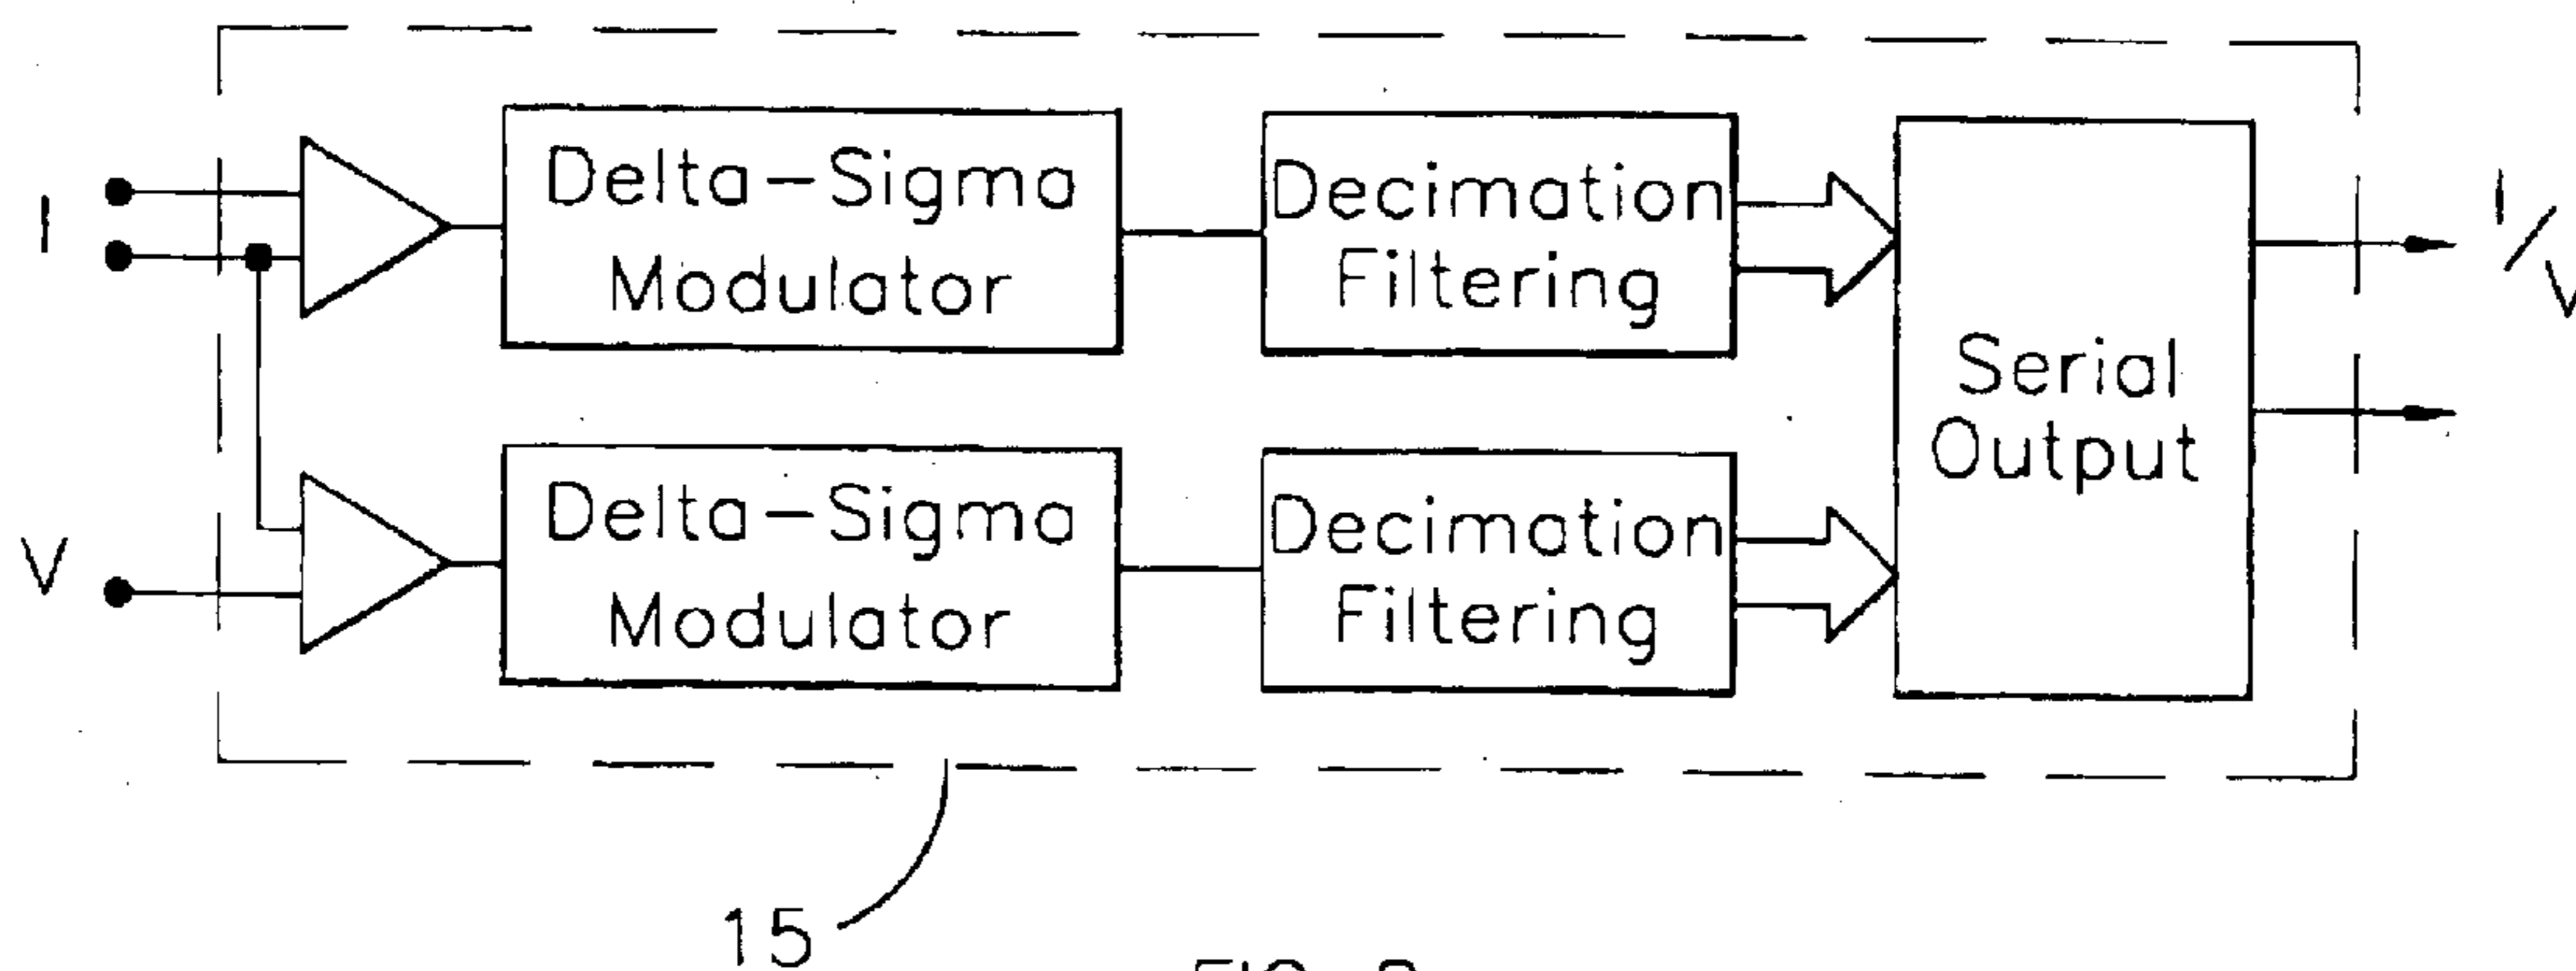 I
Delta-Sigma
Modulator
Decimation
Filtering
Serial
Output
I/V
V
Delta-Sigma
Modulator
Decimation
Filtering
15